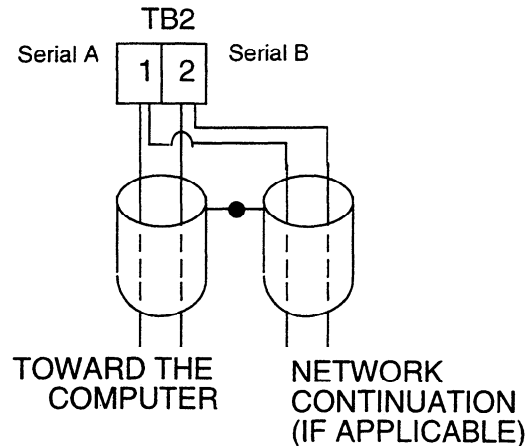 TB2
Serial A
1 2
Serial B
TOWARD THE
COMPUTER
NETWORK
CONTINUATION
(IF APPLICABLE)